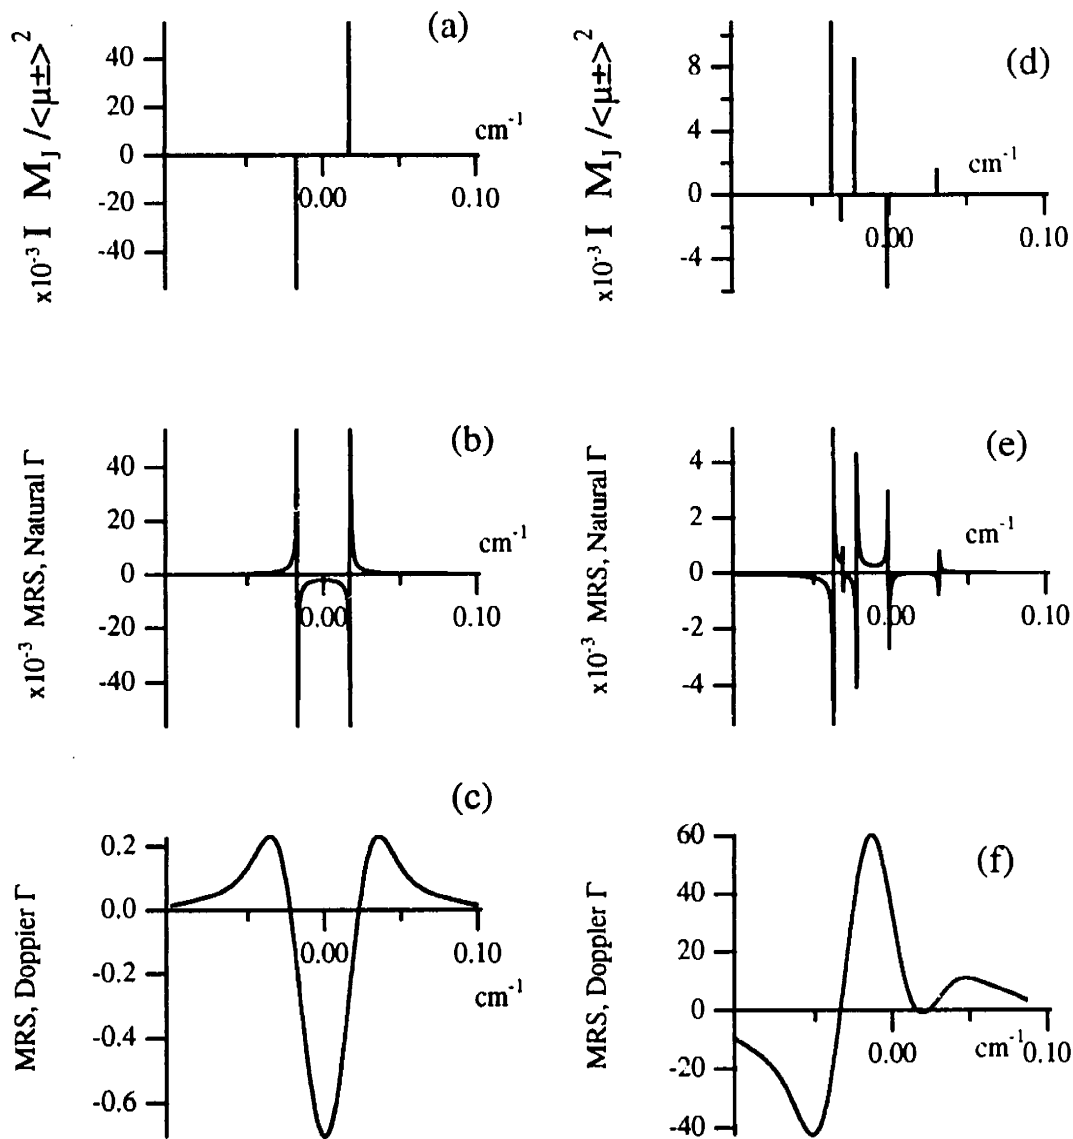 (a)
x10⁻³ I M_J /<μ±>²
40
20
0
-20
-40
cm⁻¹
0.00
0.10
(d)
x10⁻³ I M_J /<μ±>²
8
4
0
-4
cm⁻¹
0.00
0.10
(b)
x10⁻³ MRS, Natural Γ
40
20
0
-20
-40
cm⁻¹
0.00
0.10
(e)
x10⁻³ MRS, Natural Γ
4
2
0
-2
-4
cm⁻¹
0.00
0.10
(c)
MRS, Doppler Γ
0.2
0.0
-0.2
-0.4
-0.6
0.00
0.10
cm⁻¹
(f)
MRS, Doppler Γ
60
40
20
0
-20
-40
0.00
cm⁻¹
0.10